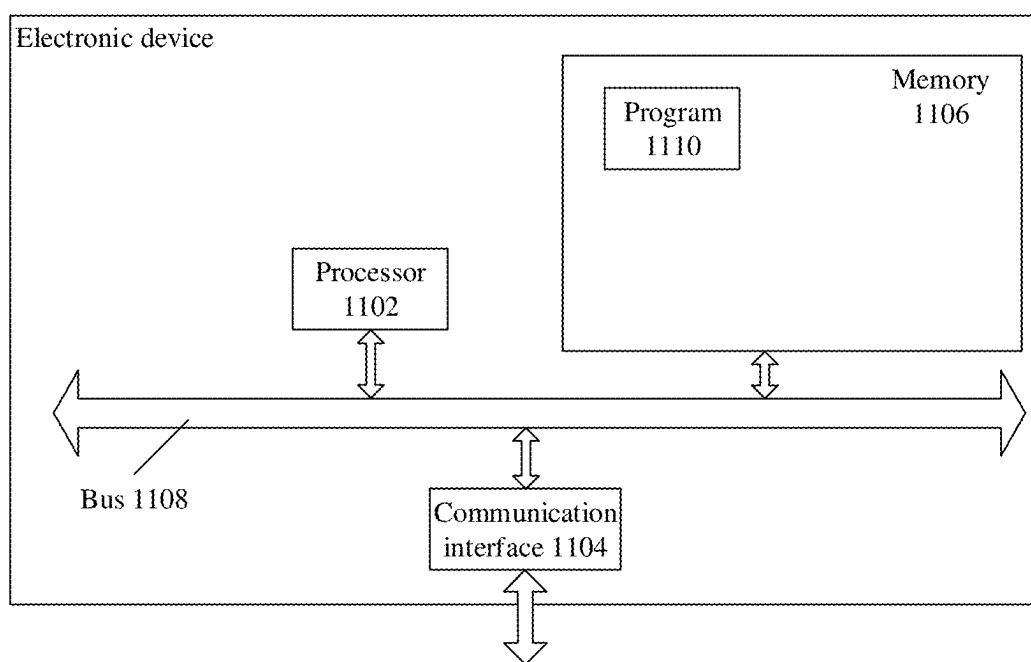 Electronic device
Memory
1106
Program
1110
Processor
1102
Bus 1108
Communication
interface 1104